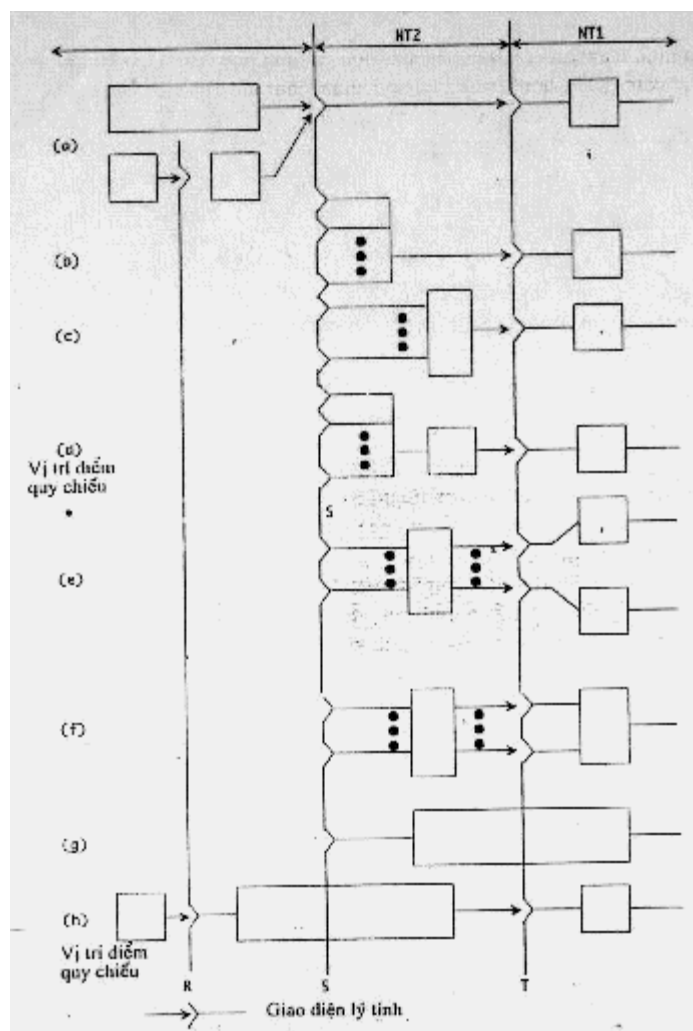 NT2 NT1
(a)
(b)
(c)
(d)
Vị trí điểm
quy chiếu
S
(e)
(f)
(g)
(h)
Vị trí điểm
quy chiếu
R S T
Giao diện lý tính